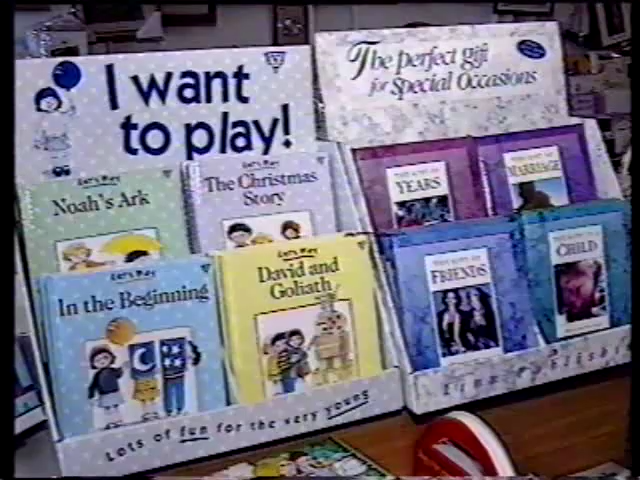 I want
to play!
Let's Play
Noah's Ark
Let's Play
The Christmas
Story
Let's Play
In the Beginning
Let's Play
David and
Goliath
Lots of fun for the very young
The perfect gift
for Special Occasions
YEARS
MARRIAGE
FRIENDS
CHILD